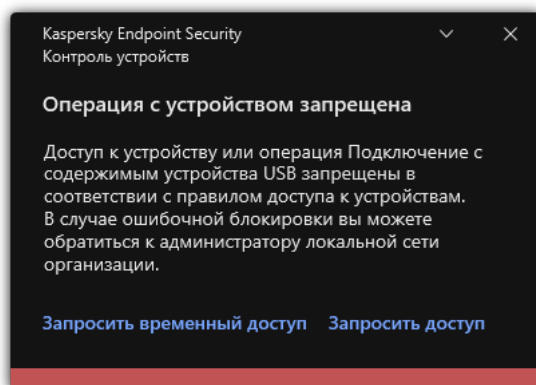 Kaspersky Endpoint Security
Контроль устройств
Операция с устройством запрещена
Доступ к устройству или операция Подключение с
содержимым устройства USB запрещены в
соответствии с правилом доступа к устройствам.
В случае ошибочной блокировки вы можете
обратиться к администратору локальной сети
организации.
Запросить временный доступ Запросить доступ